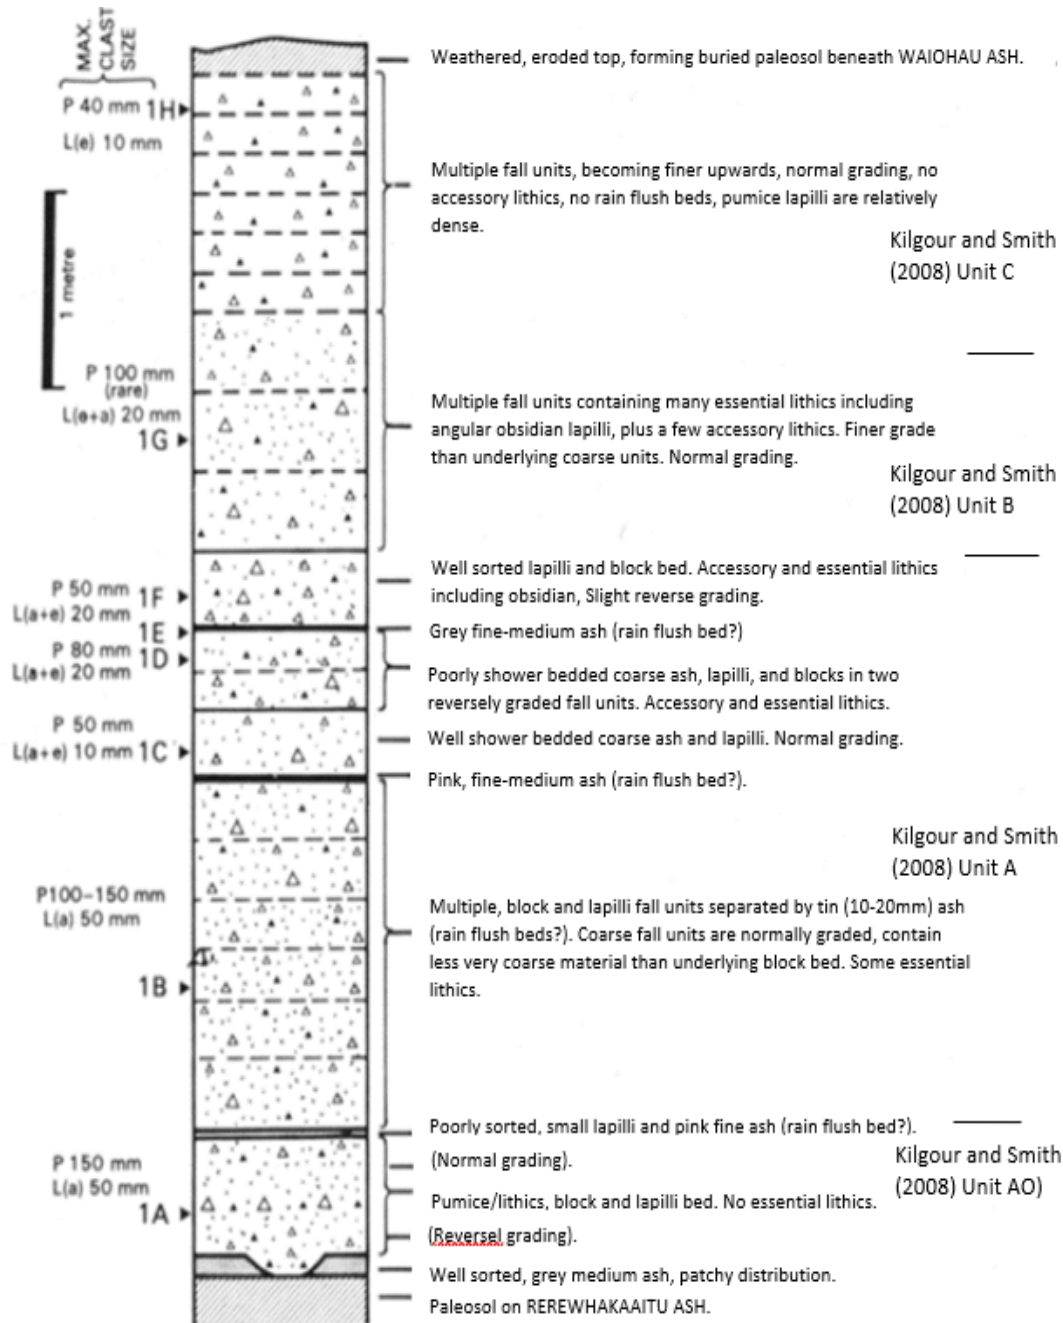 MAX.
CLAST
SIZE
Weathered, eroded top, forming buried paleosol beneath WAIOHAU ASH.
P 40 mm 1H
L(e) 10 mm
Multiple fall units, becoming finer upwards, normal grading, no
accessory lithics, no rain flush beds, pumice lapilli are relatively
dense.
Kilgour and Smith
(2008) Unit C
1 metre
P 100 mm
(rare)
L(e+a) 20 mm
1G
Multiple fall units containing many essential lithics including
angular obsidian lapilli, plus a few accessory lithics. Finer grade
than underlying coarse units. Normal grading.
Kilgour and Smith
(2008) Unit B
P 50 mm 1F
L(a+e) 20 mm
Well sorted lapilli and block bed. Accessory and essential lithics
including obsidian, Slight reverse grading.
1E
Grey fine-medium ash (rain flush bed?)
P 80 mm 1D
L(a+e) 20 mm
Poorly shower bedded coarse ash, lapilli, and blocks in two
reversely graded fall units. Accessory and essential lithics.
P 50 mm
L(a+e) 10 mm 1C
Well shower bedded coarse ash and lapilli. Normal grading.
Pink, fine-medium ash (rain flush bed?).
Kilgour and Smith
(2008) Unit A
P100-150 mm
L(a) 50 mm
1B
Multiple, block and lapilli fall units separated by tin (10-20mm) ash
(rain flush beds?). Coarse fall units are normally graded, contain
less very coarse material than underlying block bed. Some essential
lithics.
Poorly sorted, small lapilli and pink fine ash (rain flush bed?).
(Normal grading).
Kilgour and Smith
(2008) Unit AO)
P 150 mm
L(a) 50 mm
1A
Pumice/lithics, block and lapilli bed. No essential lithics.
(Reversel grading).
Well sorted, grey medium ash, patchy distribution.
Paleosol on REREWHAKAAITU ASH.